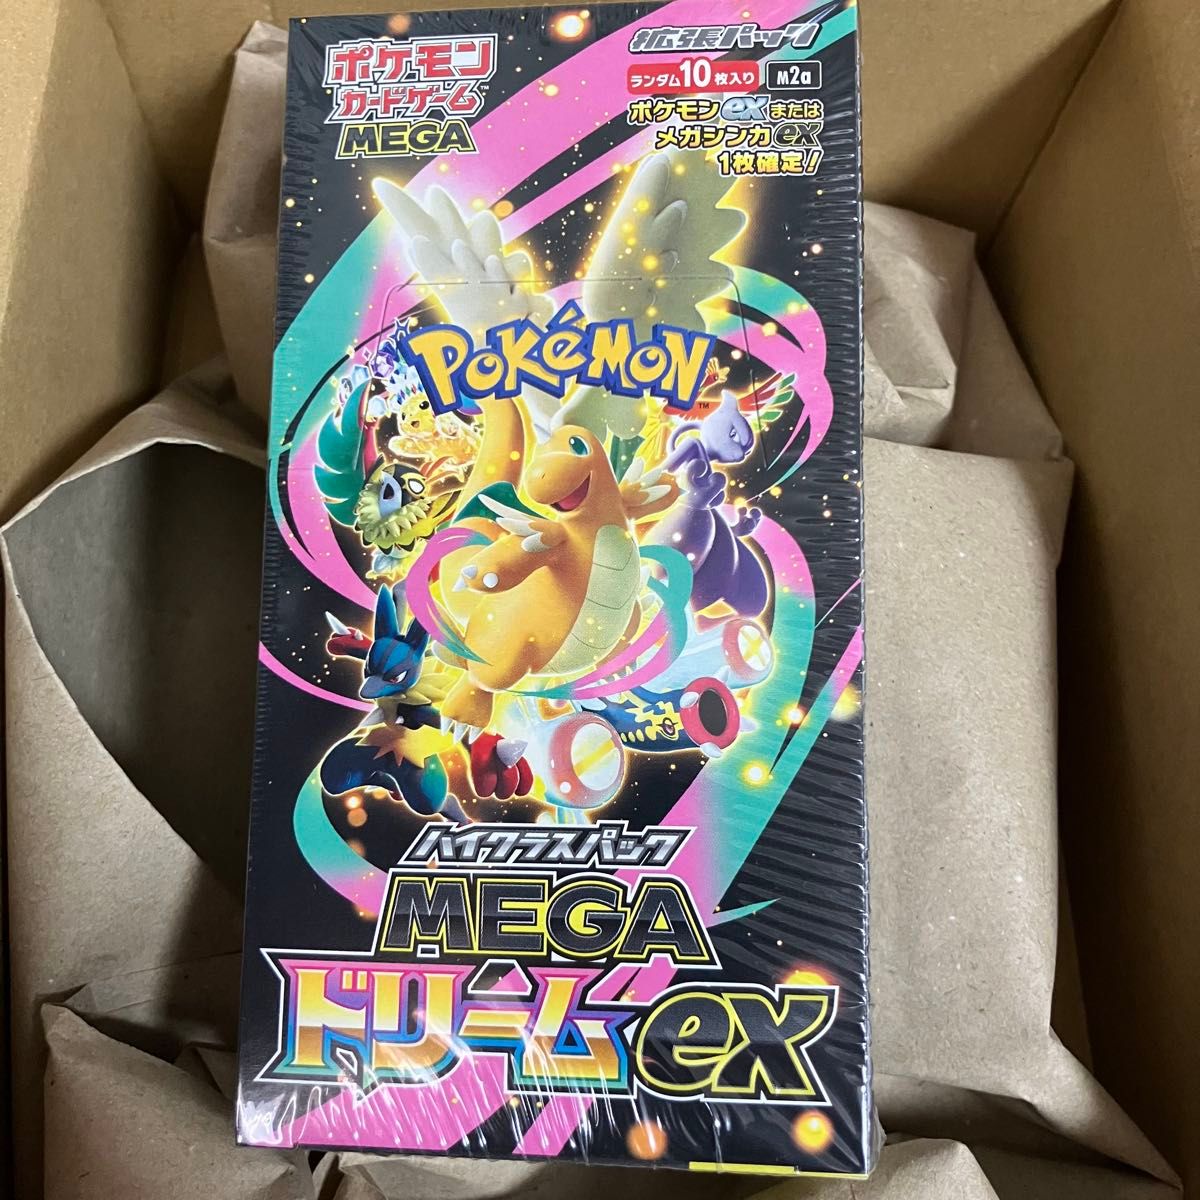 ポケモン
カードゲーム™
MEGA
拡張パック
ランダム10枚入り M2a
ポケモンexまたは
メガシンカex
1枚確定!
POKéMON™
ハイクラスパック
MEGA
ドリームex